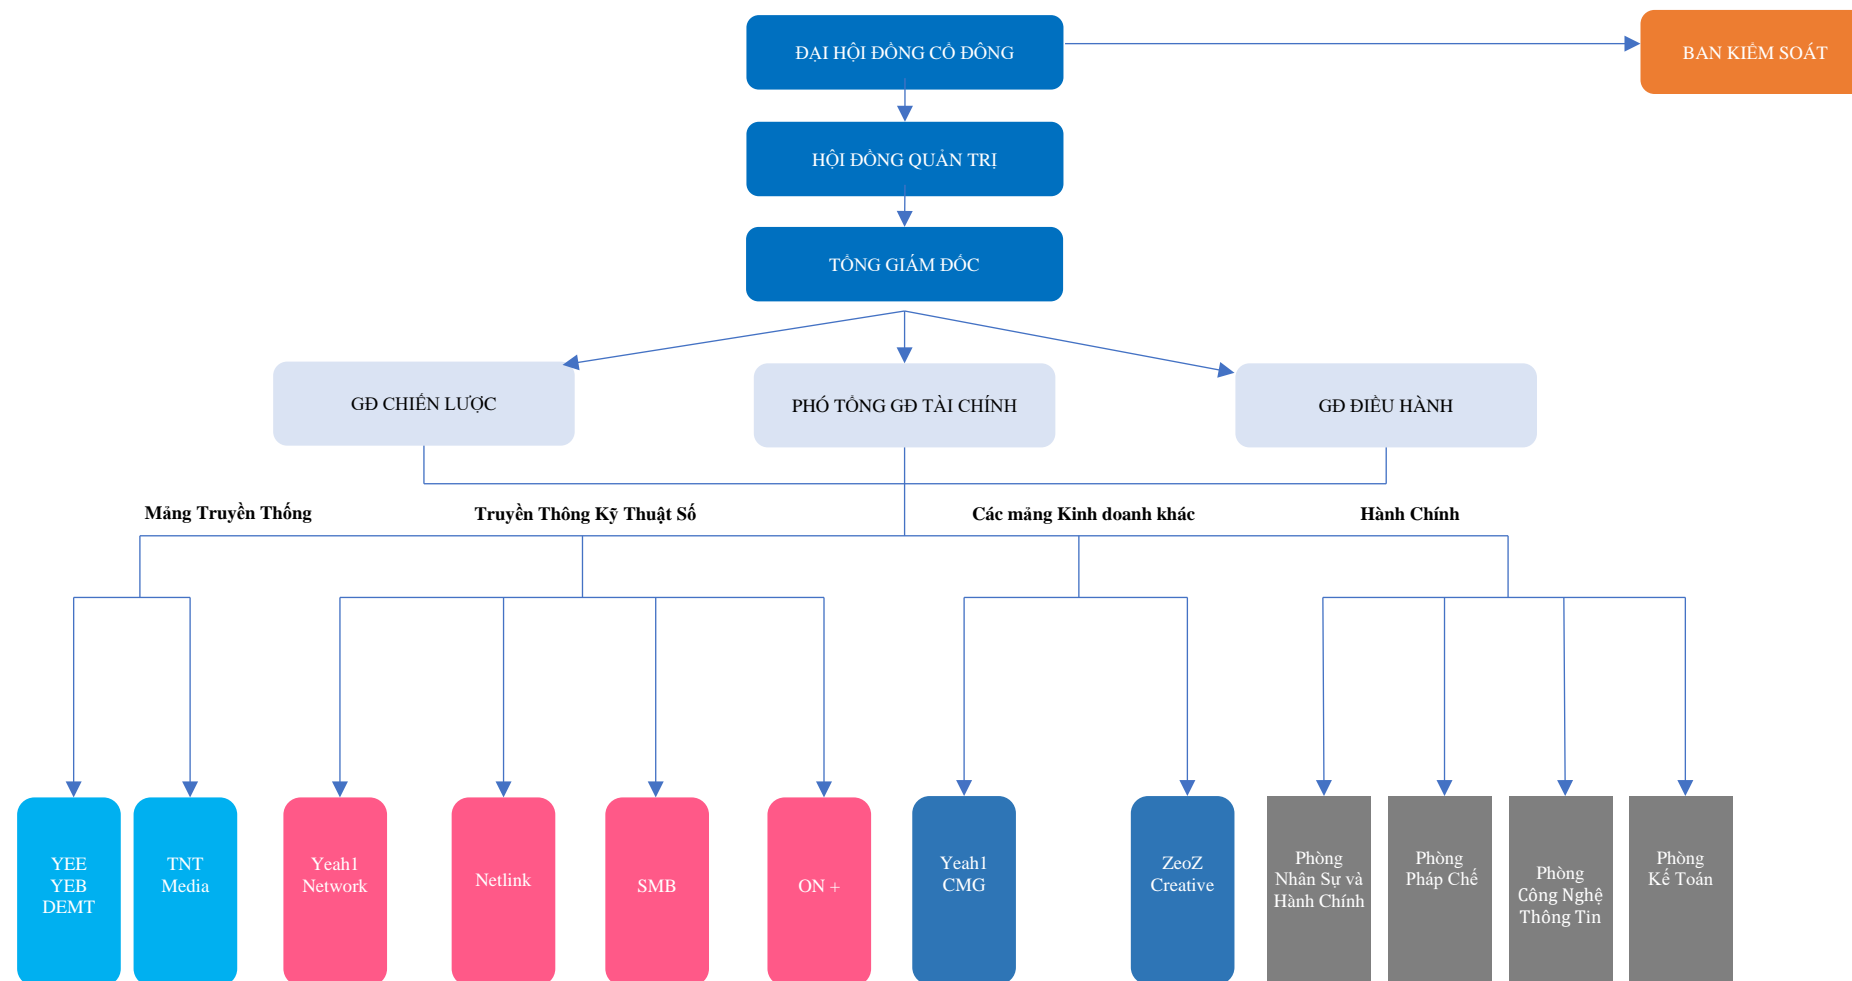 ĐẠI HỘI ĐỒNG CỔ ĐÔNG
BAN KIỂM SOÁT
HỘI ĐỒNG QUẢN TRỊ
TỔNG GIÁM ĐỐC
GĐ CHIẾN LƯỢC
PHÓ TỔNG GĐ TÀI CHÍNH
GĐ ĐIỀU HÀNH
Mảng Truyền Thống
Truyền Thông Kỹ Thuật Số
Các mảng Kinh doanh khác
Hành Chính
YEE
YEB
DEMT
TNT
Media
Yeah1
Network
Netlink
SMB
ON +
Yeah1
CMG
ZeoZ
Creative
Phòng
Nhân Sự và
Hành Chính
Phòng
Pháp Chế
Phòng
Công Nghệ
Thông Tin
Phòng
Kế Toán